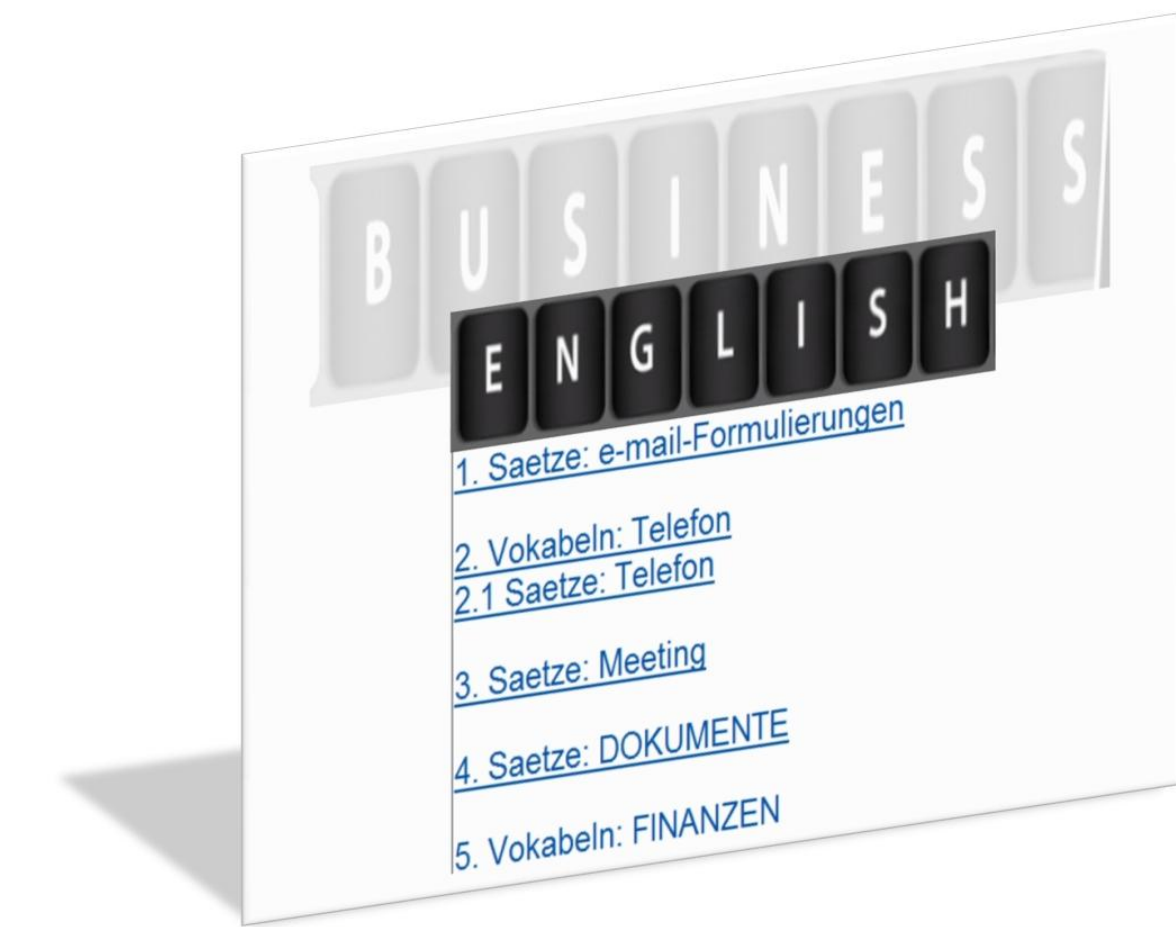 BUSINESS
ENGLISH
1. Saetze: e-mail-Formulierungen
2. Vokabeln: Telefon
2.1 Saetze: Telefon
3. Saetze: Meeting
4. Saetze: DOKUMENTE
5. Vokabeln: FINANZEN